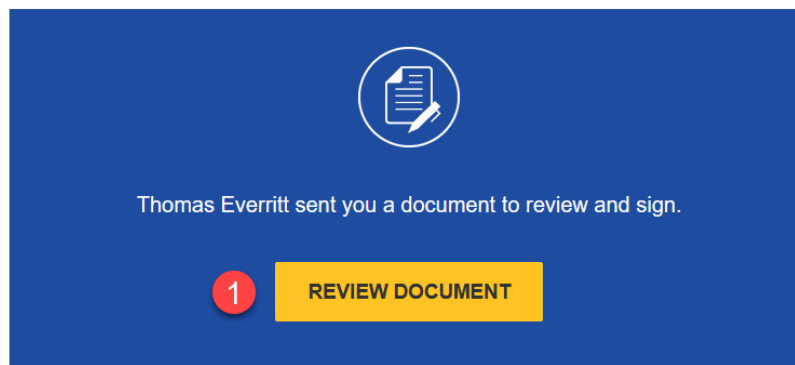 Thomas Everritt sent you a document to review and sign.
1 REVIEW DOCUMENT